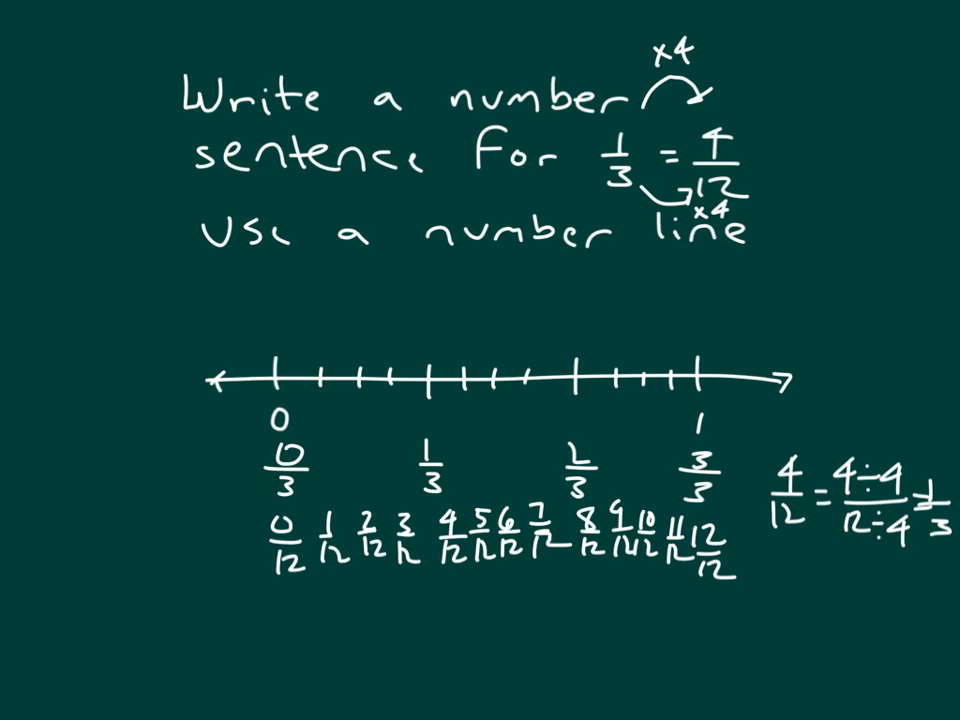 ×4
Write a number
sentence for 1/3 = 4/12
×4
Use a number line
0 1
0/3 1/3 2/3 3/3
4/12 = 4÷4/12÷4 = 1/3
0/12 1/12 2/12 3/12 4/12 5/12 6/12 7/12 8/12 9/12 10/12 11/12 12/12